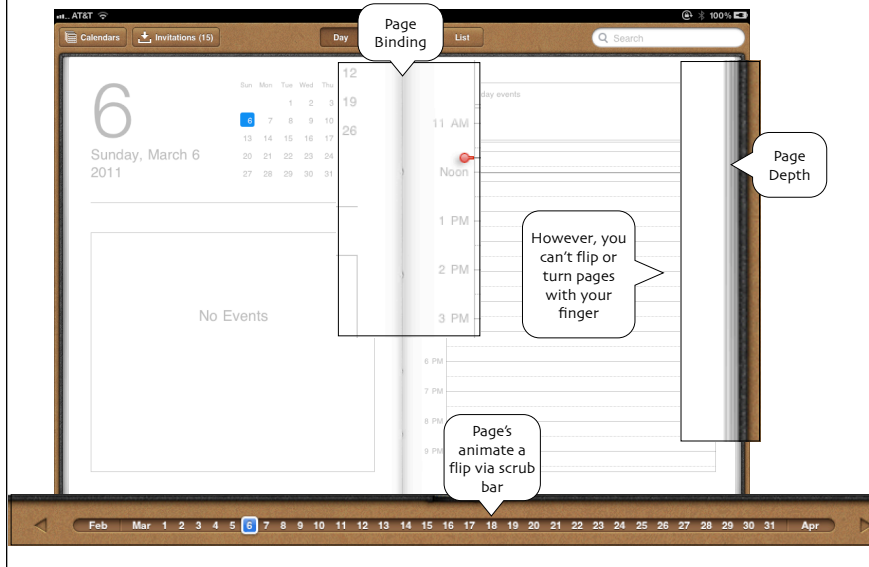 AT&T
100%
Calendars
Invitations (15)
Day
List
Search
Page
Binding
6
Sunday, March 6
2011
Sun Mon Tue Wed Thu
1 2 3
6 7 8 9 10
13 14 15 16 17
20 21 22 23 24
27 28 29 30 31
12
19
26
day events
11 AM
Noon
1 PM
2 PM
3 PM
6 PM
7 PM
8 PM
9 PM
No Events
Page
Depth
However, you
can't flip or
turn pages
with your
finger
Page's
animate a
flip via scrub
bar
Feb Mar 1 2 3 4 5 6 7 8 9 10 11 12 13 14 15 16 17 18 19 20 21 22 23 24 25 26 27 28 29 30 31 Apr